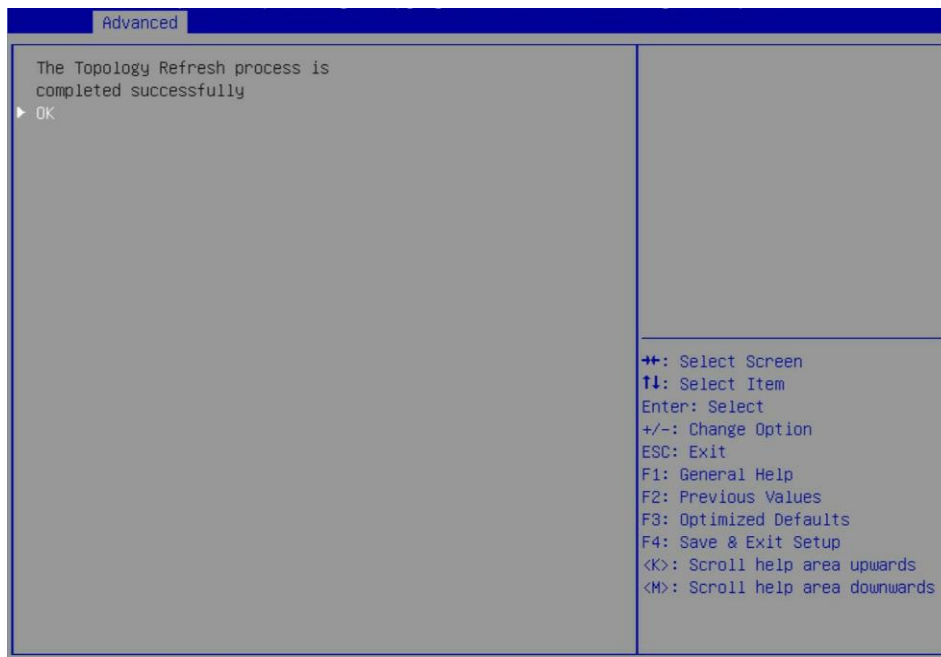 Advanced
The Topology Refresh process is
completed successfully
OK
→←: Select Screen
↑↓: Select Item
Enter: Select
+/-: Change Option
ESC: Exit
F1: General Help
F2: Previous Values
F3: Optimized Defaults
F4: Save & Exit Setup
<K>: Scroll help area upwards
<M>: Scroll help area downwards